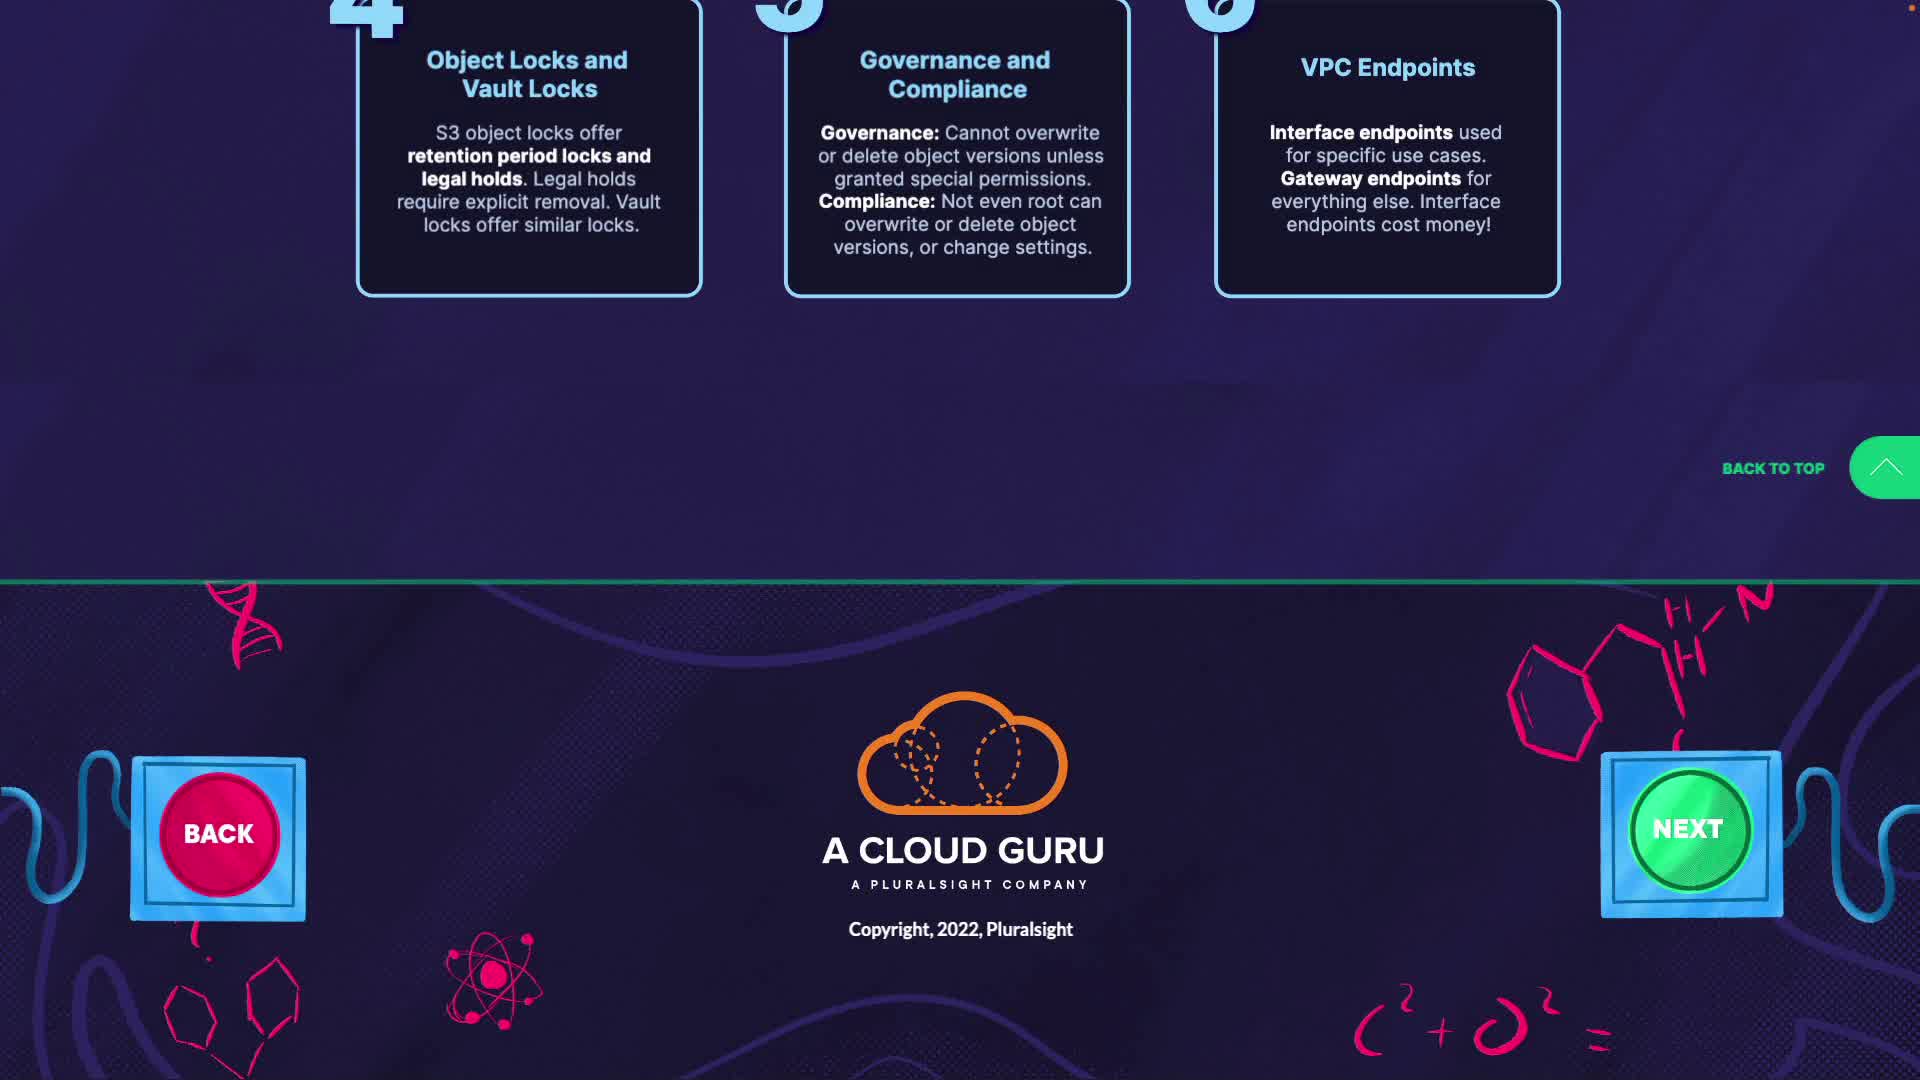 4
5
6
Object Locks and
Vault Locks
S3 object locks offer
retention period locks and
legal holds. Legal holds
require explicit removal. Vault
locks offer similar locks.
Governance and
Compliance
Governance: Cannot overwrite
or delete object versions unless
granted special permissions.
Compliance: Not even root can
overwrite or delete object
versions, or change settings.
VPC Endpoints
Interface endpoints used
for specific use cases.
Gateway endpoints for
everything else. Interface
endpoints cost money!
BACK TO TOP
H N
H
BACK
NEXT
A CLOUD GURU
A PLURALSIGHT COMPANY
Copyright, 2022, Pluralsight
C² + O² =